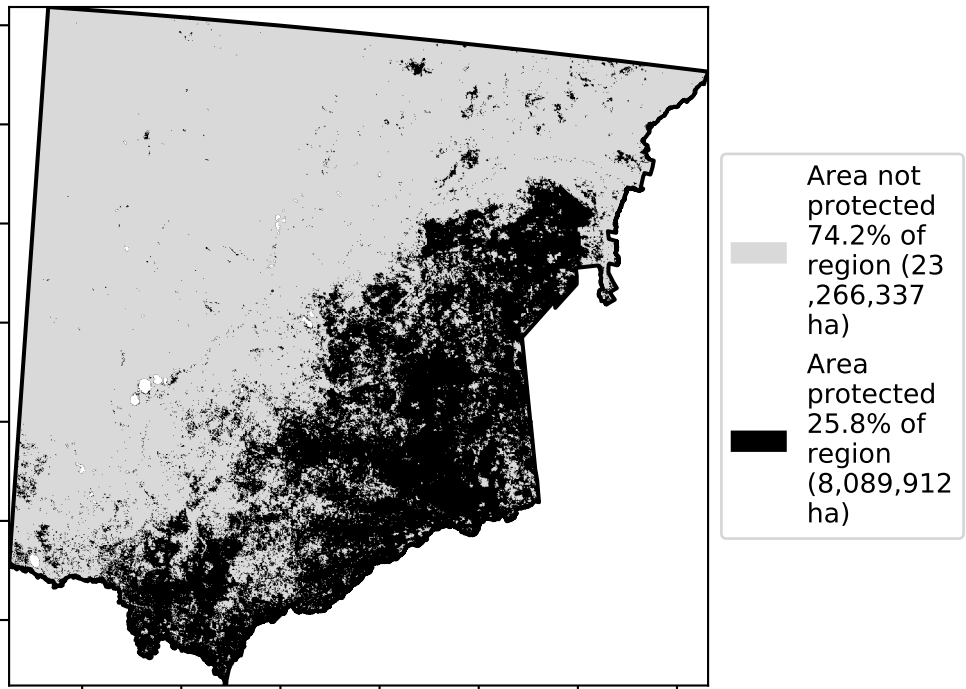 Area not
protected
74.2% of
region (23
,266,337
ha)
Area
protected
25.8% of
region
(8,089,912
ha)